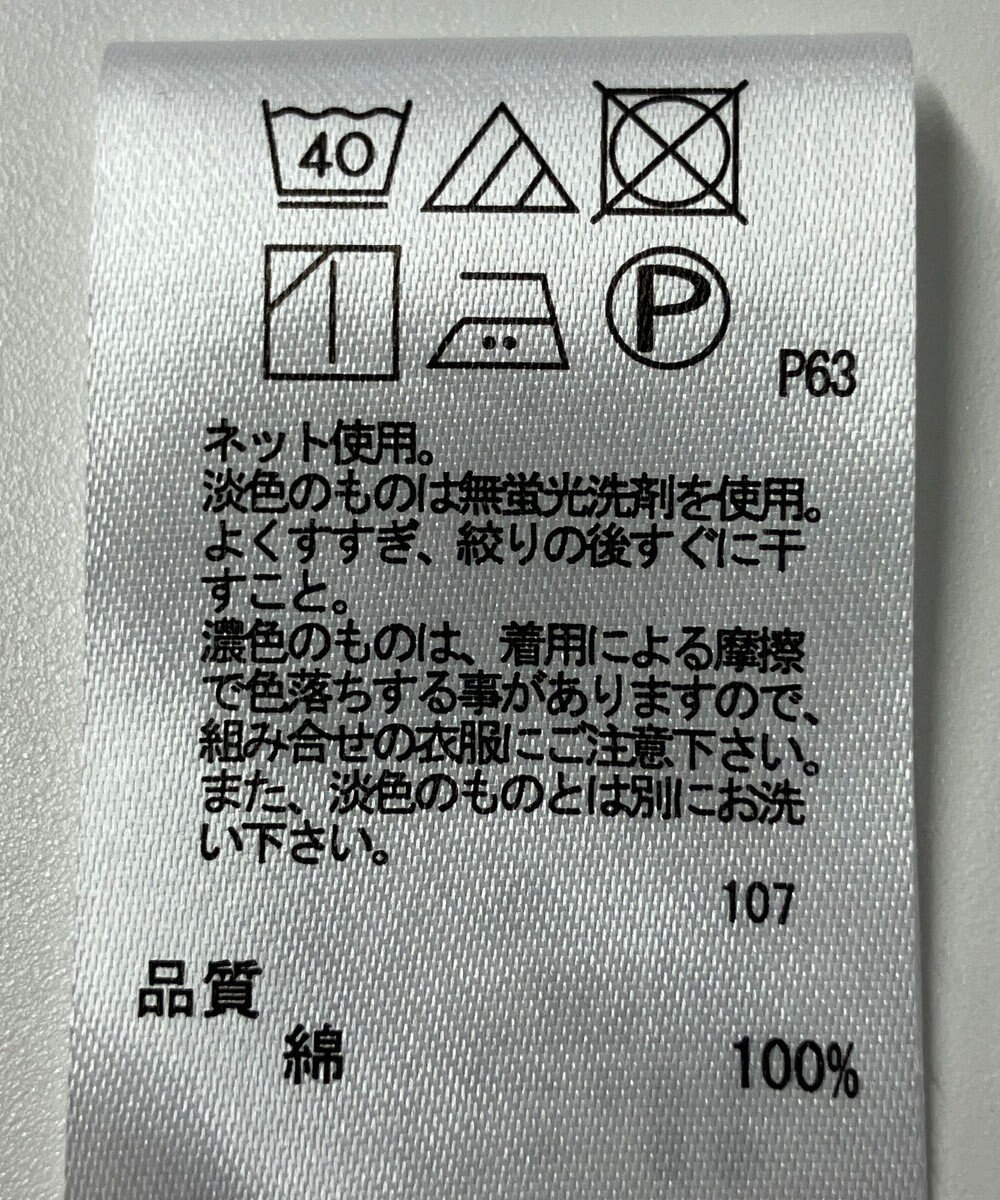 40
P
P63
ネット使用。
淡色のものは無蛍光洗剤を使用。
よくすすぎ、絞りの後すぐに干
すこと。
濃色のものは、着用による摩擦
で色落ちする事がありますので、
組み合せの衣服にご注意下さい。
また、淡色のものとは別にお洗
い下さい。
107
品質
綿 100%